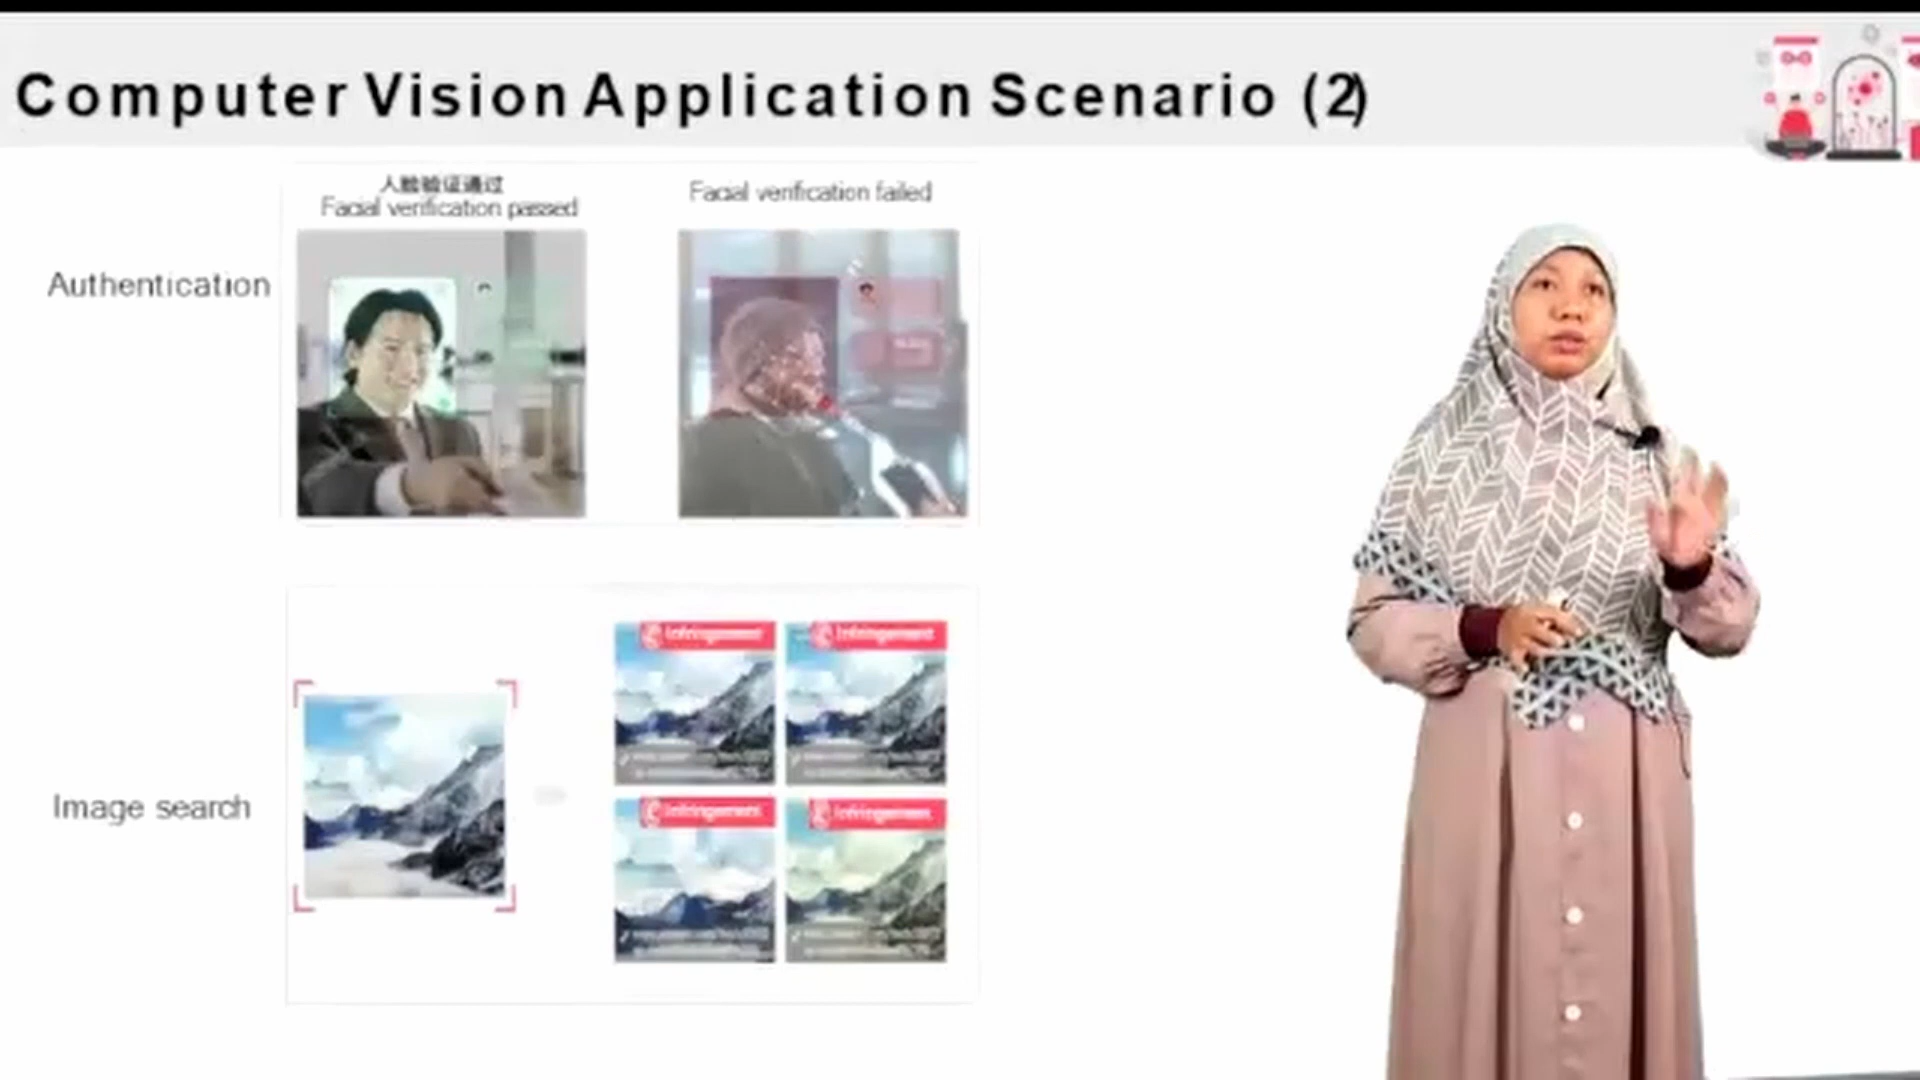 Computer Vision Application Scenario (2)
人脸验证通过
Facial verification passed
Facial verification failed
Authentication
Infringement
Infringement
Image search
Infringement
Infringement